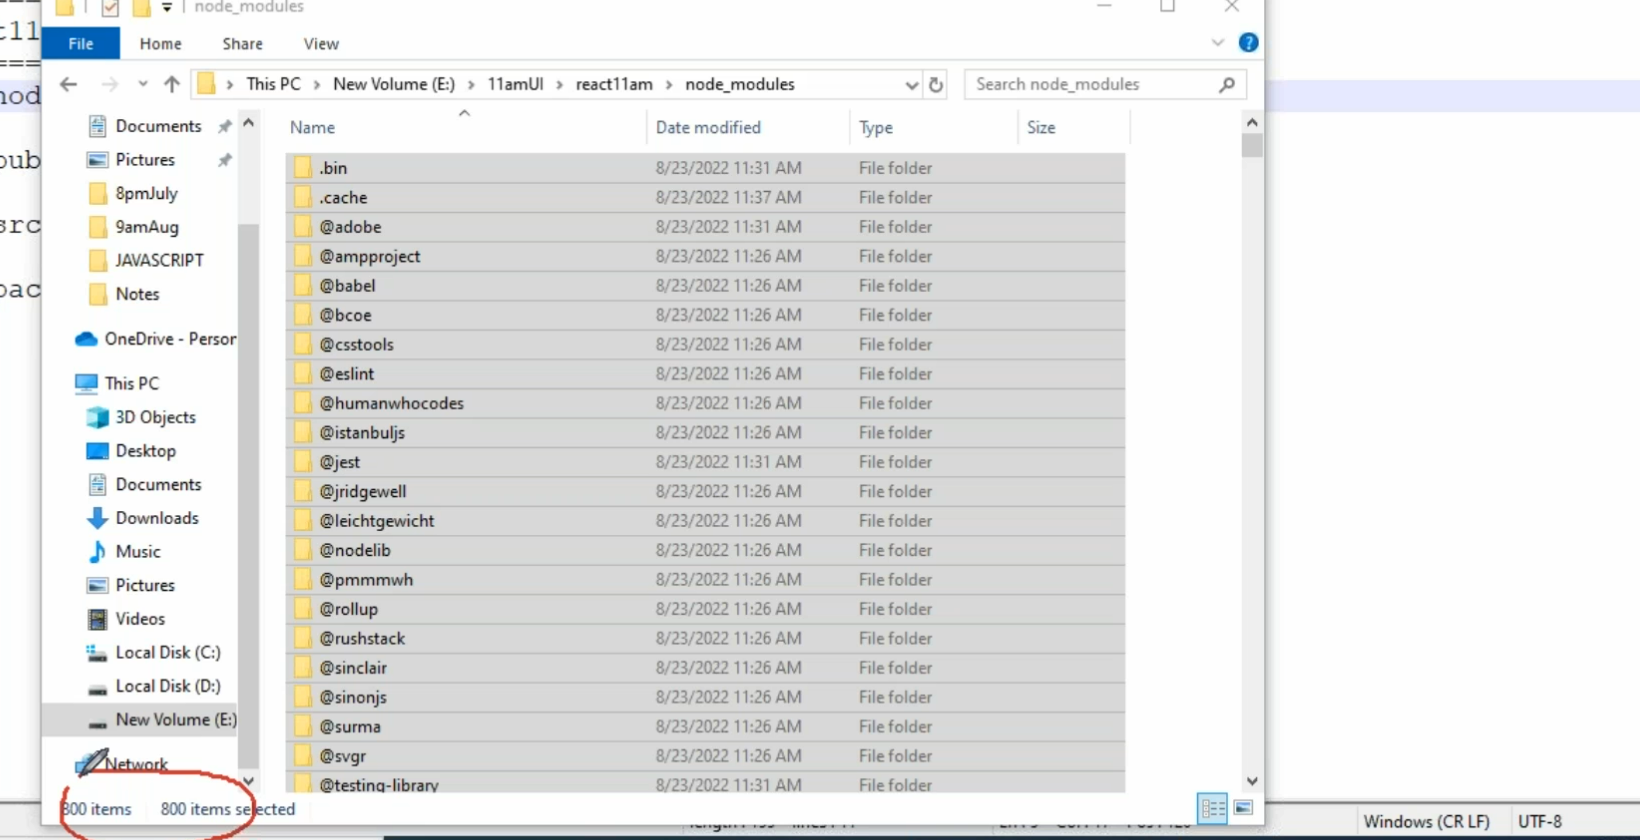 node_modules
File Home Share View
This PC New Volume (E:) 11amUI react11am node_modules Search node_modules
Name Date modified Type Size
Documents
Pictures
8pmJuly
9amAug
JAVASCRIPT
Notes
OneDrive - Person
This PC
3D Objects
Desktop
Documents
Downloads
Music
Pictures
Videos
Local Disk (C:)
Local Disk (D:)
New Volume (E:)
Network
.bin 8/23/2022 11:31 AM File folder
.cache 8/23/2022 11:37 AM File folder
@adobe 8/23/2022 11:31 AM File folder
@ampproject 8/23/2022 11:26 AM File folder
@babel 8/23/2022 11:26 AM File folder
@bcoe 8/23/2022 11:26 AM File folder
@csstools 8/23/2022 11:26 AM File folder
@eslint 8/23/2022 11:26 AM File folder
@humanwhocodes 8/23/2022 11:26 AM File folder
@istanbuljs 8/23/2022 11:26 AM File folder
@jest 8/23/2022 11:31 AM File folder
@jridgewell 8/23/2022 11:26 AM File folder
@leichtgewicht 8/23/2022 11:26 AM File folder
@nodelib 8/23/2022 11:26 AM File folder
@pmmmwh 8/23/2022 11:26 AM File folder
@rollup 8/23/2022 11:26 AM File folder
@rushstack 8/23/2022 11:26 AM File folder
@sinclair 8/23/2022 11:26 AM File folder
@sinonjs 8/23/2022 11:26 AM File folder
@surma 8/23/2022 11:26 AM File folder
@svgr 8/23/2022 11:26 AM File folder
@testing-library 8/23/2022 11:31 AM File folder
800 items 800 items selected
Windows (CR LF) UTF-8